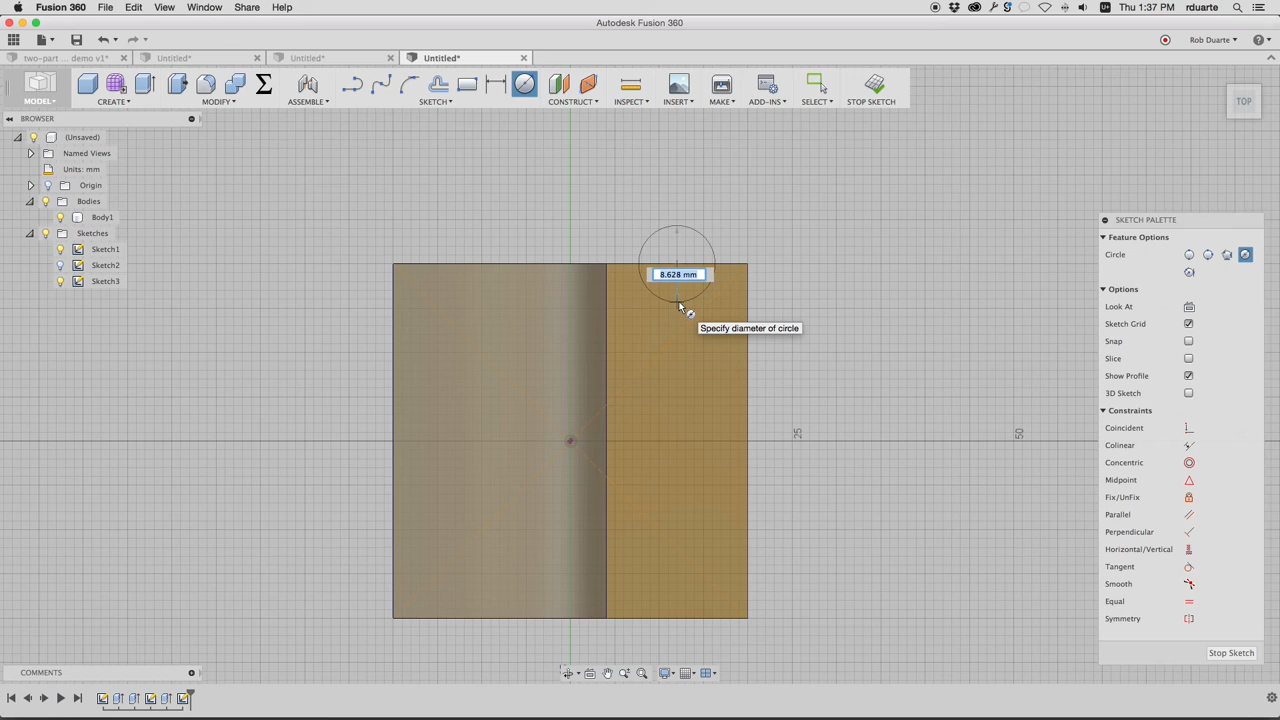 Fusion 360 File Edit View Window Share Help
Thu 1:37 PM rduarte
Autodesk Fusion 360
Rob Duarte
two-part ... demo v1* Untitled* Untitled* Untitled*
MODEL CREATE MODIFY ASSEMBLE SKETCH CONSTRUCT INSPECT INSERT MAKE ADD-INS SELECT STOP SKETCH
TOP
BROWSER
(Unsaved)
Named Views
Units: mm
Origin
Bodies
Body1
Sketches
Sketch1
Sketch2
Sketch3
8.628 mm
Specify diameter of circle
25
50
SKETCH PALETTE
Feature Options
Circle
Options
Look At
Sketch Grid
Snap
Slice
Show Profile
3D Sketch
Constraints
Coincident
Colinear
Concentric
Midpoint
Fix/UnFix
Parallel
Perpendicular
Horizontal/Vertical
Tangent
Smooth
Equal
Symmetry
Stop Sketch
COMMENTS